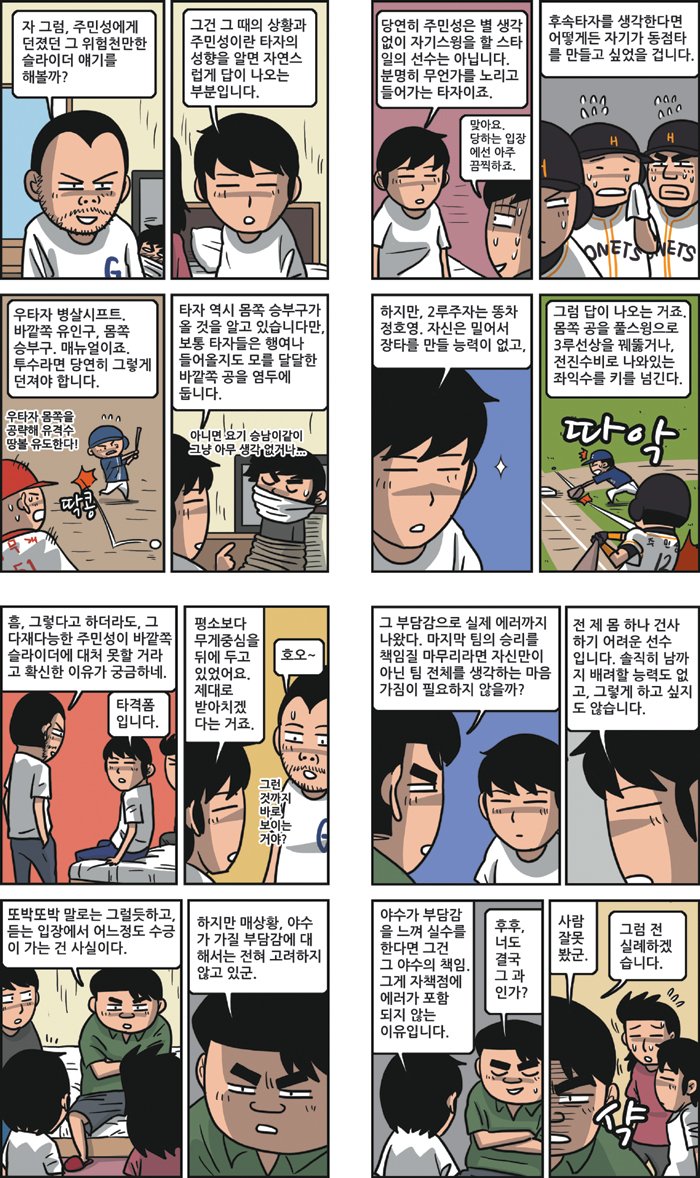 자 그럼, 주민성에게
던졌던 그 위험천만한
슬라이더 얘기를
해볼까?
G
그건 그 때의 상황과
주민성이란 타자의
성향을 알면 자연스
럽게 답이 나오는
부분입니다.
우타자 병살시프트.
바깥쪽 유인구, 몸쪽
승부구. 매뉴얼이죠.
투수라면 당연히 그렇게
던져야 합니다.
우타자 몸쪽을
공략해 유격수
땅볼 유도한다!
딱콩
51
타자 역시 몸쪽 승부구가
올 것을 알고 있습니다만,
보통 타자들은 행여나
들어올지도 모를 달달한
바깥쪽 공을 염두에
둡니다.
아니면 요기 승남이같이
그냥 아무 생각 없거나...
당연히 주민성은 별 생각
없이 자기스윙을 할 스타
일의 선수는 아닙니다.
분명히 무언가를 노리고
들어가는 타자이죠.
맞아요.
당하는 입장
에선 아주
끔찍하죠.
후속타자를 생각한다면
어떻게든 자기가 동점타
를 만들고 싶었을 겁니다.
H
H
H
ONETS
NETS
하지만, 2루주자는 똥차
정호영. 자신은 밀어서
장타를 만들 능력이 없고,
그럼 답이 나오는 거죠.
몸쪽 공을 풀스윙으로
3루선상을 꿰뚫거나,
전진수비로 나와있는
좌익수를 키를 넘긴다.
따악
주민성
12
흠, 그렇다고 하더라도, 그
다재다능한 주민성이 바깥쪽
슬라이더에 대처 못할 거라
고 확신한 이유가 궁금하네.
타격폼
입니다.
평소보다
무게중심을
뒤에 두고
있었어요.
제대로
받아치겠
다는 거죠.
호오~
그런
것까지
바로
보이는
거야?
G
또박또박 말로는 그럴듯하고,
듣는 입장에서 어느정도 수긍
이 가는 건 사실이다.
하지만 매상황, 야수
가 가질 부담감에 대
해서는 전혀 고려하지
않고 있군.
그 부담감으로 실제 에러까지
나왔다. 마지막 팀의 승리를
책임질 마무리라면 자신만이
아닌 팀 전체를 생각하는 마음
가짐이 필요하지 않을까?
전 제 몸 하나 건사
하기 어려운 선수
입니다. 솔직히 남까
지 배려할 능력도 없
고, 그렇게 하고 싶지
도 않습니다.
야수가 부담감
을 느껴 실수를
한다면 그건
그 야수의 책임.
그게 자책점에
에러가 포함
되지 않는
이유입니다.
후후,
너도
결국
그 과
인가?
사람
잘못
봤군.
그럼 전
실례하겠
습니다.
샥